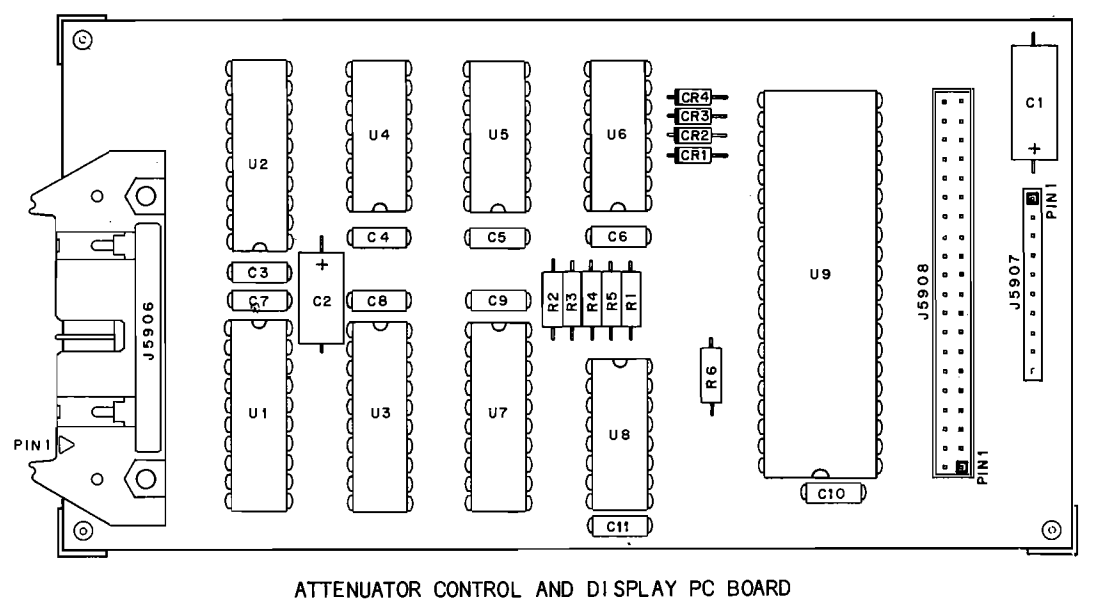 CR4
CR3
C1
U4
U5
U6
CR2
CR1
U2
+
PIN1
C4
C5
C6
C3
+
U9
C7
C2
C8
C9
R2
R3
R4
R5
R1
J5908
J5907
J5906
R6
U1
U3
U7
U8
PIN1
PIN1
C10
C11
ATTENUATOR CONTROL AND DISPLAY PC BOARD